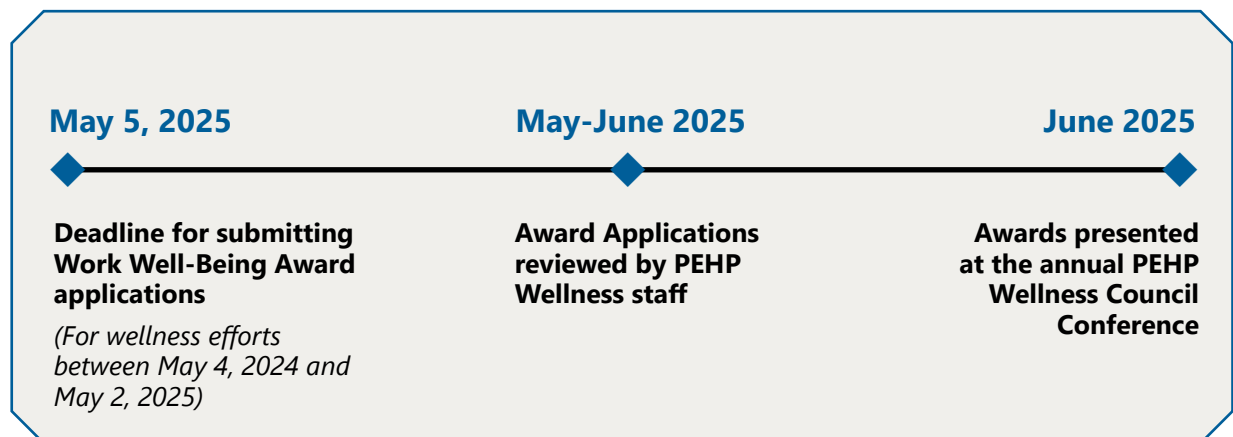 May 5, 2025
May-June 2025
June 2025
Deadline for submitting
Work Well-Being Award
applications
(For wellness efforts
between May 4, 2024 and
May 2, 2025)
Award Applications
reviewed by PEHP
Wellness staff
Awards presented
at the annual PEHP
Wellness Council
Conference